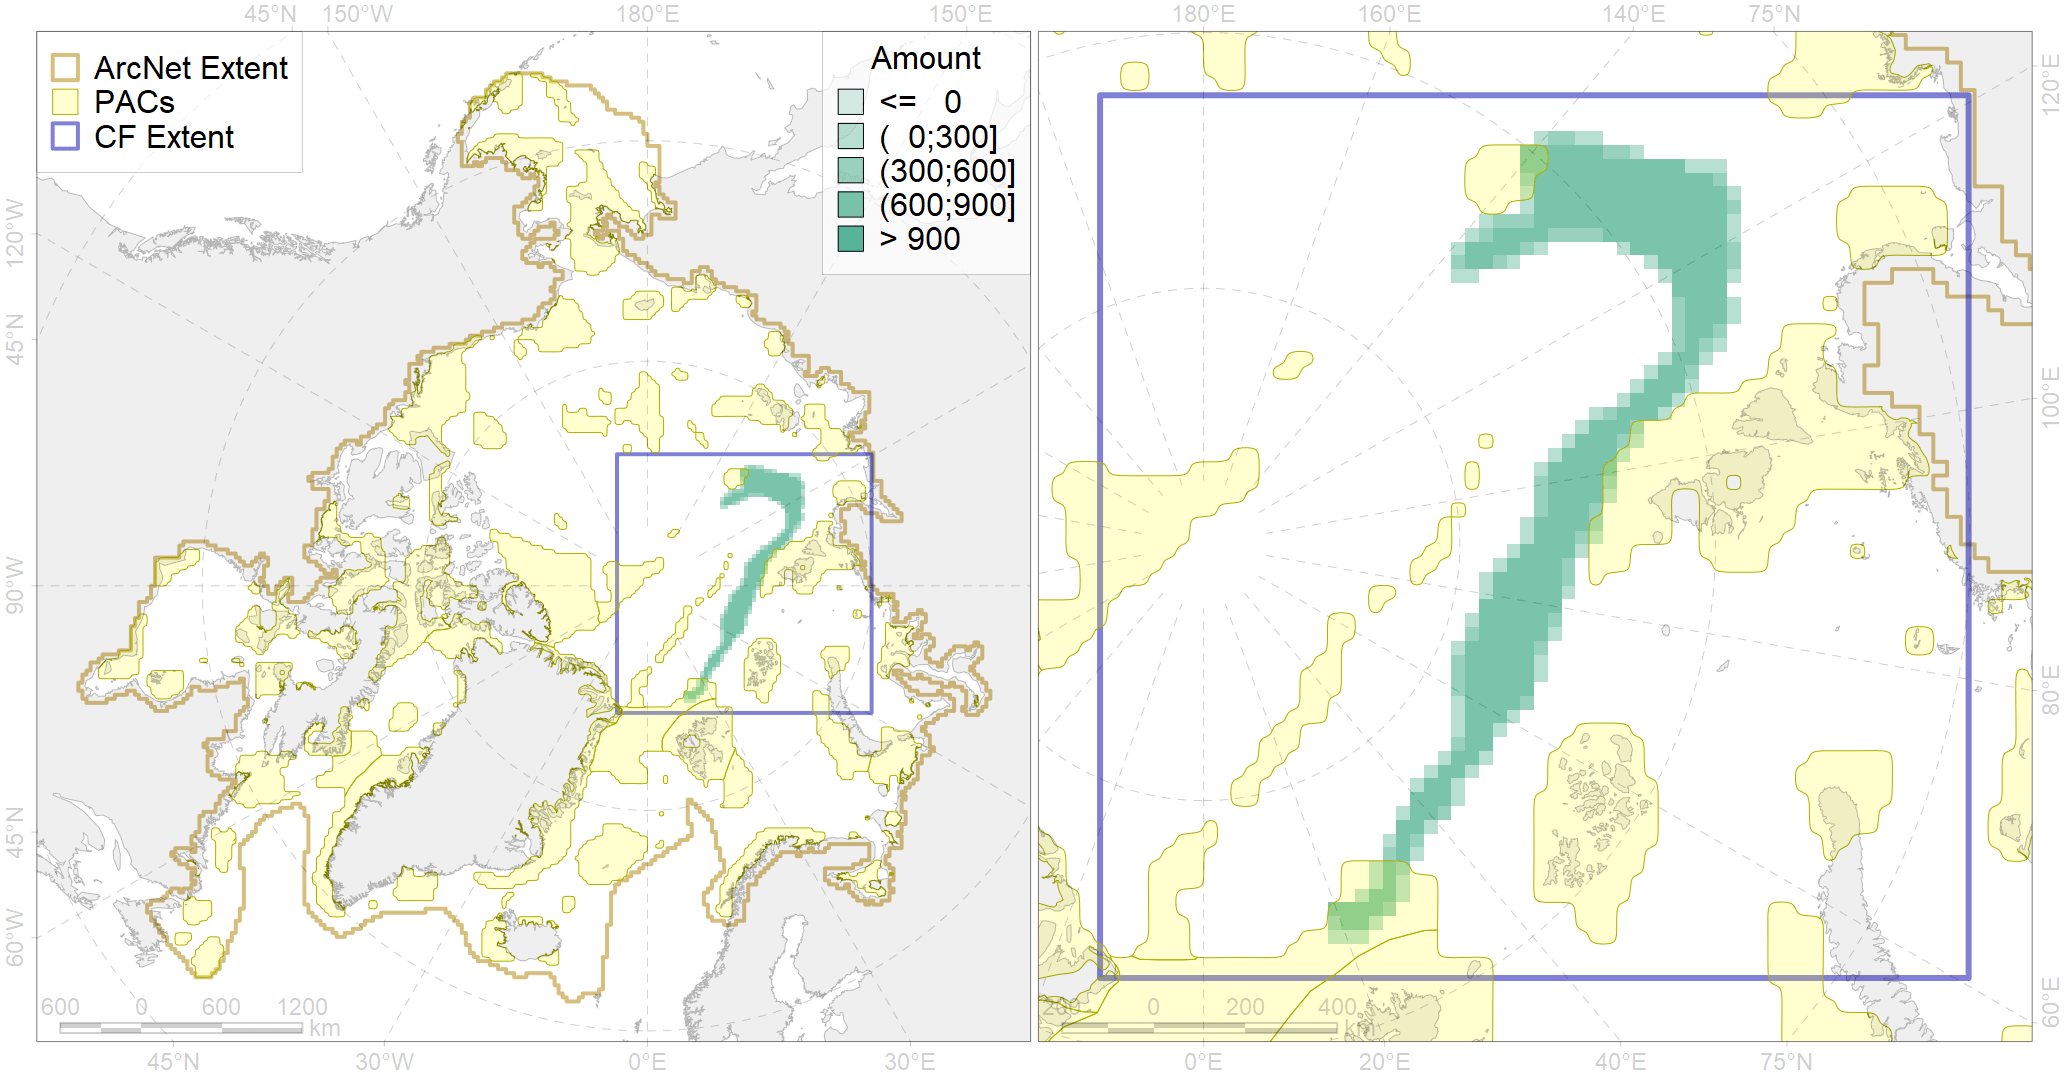 45°N 150°W 180°E 150°E 180°E 160°E 140°E 75°N
ArcNet Extent
PACs
CF Extent
Amount
<= 0
( 0;300]
(300;600]
(600;900]
> 900
120°W
45°N
90°W
45°N
60°W
120°E
100°E
80°E
60°E
600 0 600 1200
km
0 200 400
45°N 30°W 0°E 30°E 0°E 20°E 40°E 75°N